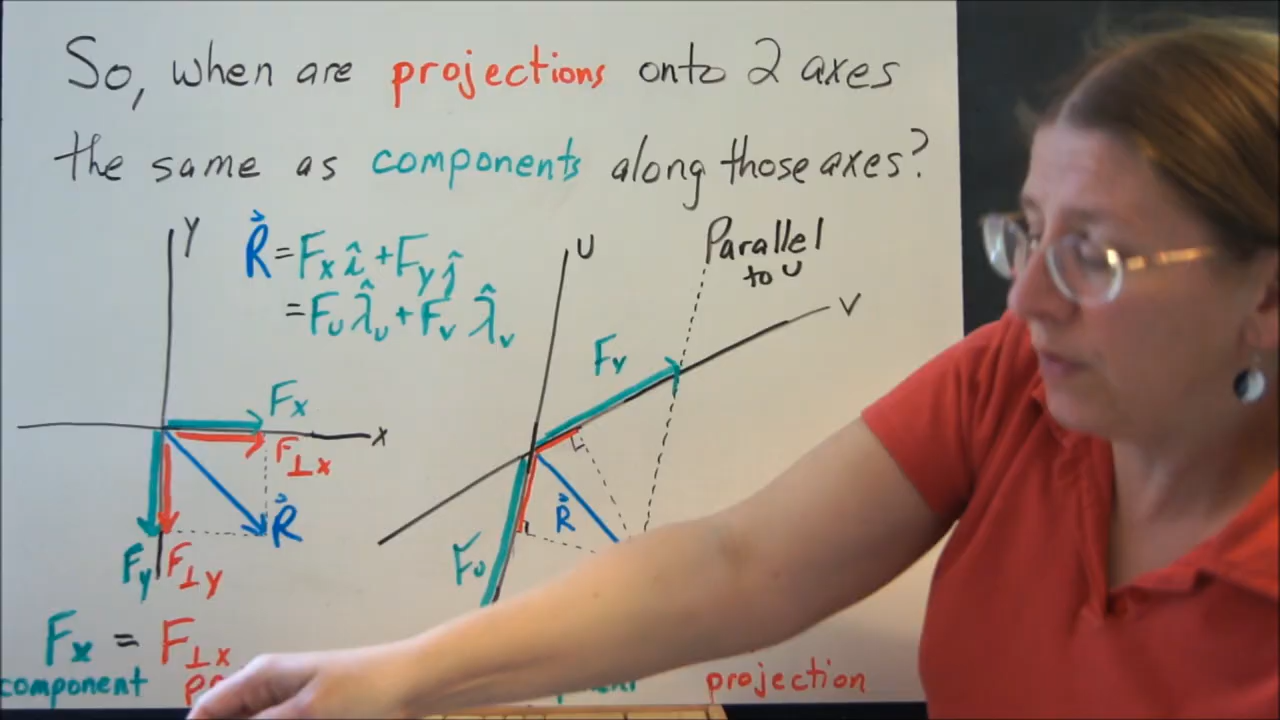 So, when are projections onto 2 axes
the same as components along those axes?
Y
R⃗ = Fx î + Fy ĵ
= Fu λ̂u + Fv λ̂v
U
Parallel
to U
V
Fv
Fx
x
F⊥x
R⃗
R⃗
Fy
F⊥y
Fu
Fx = F⊥x
component
projection